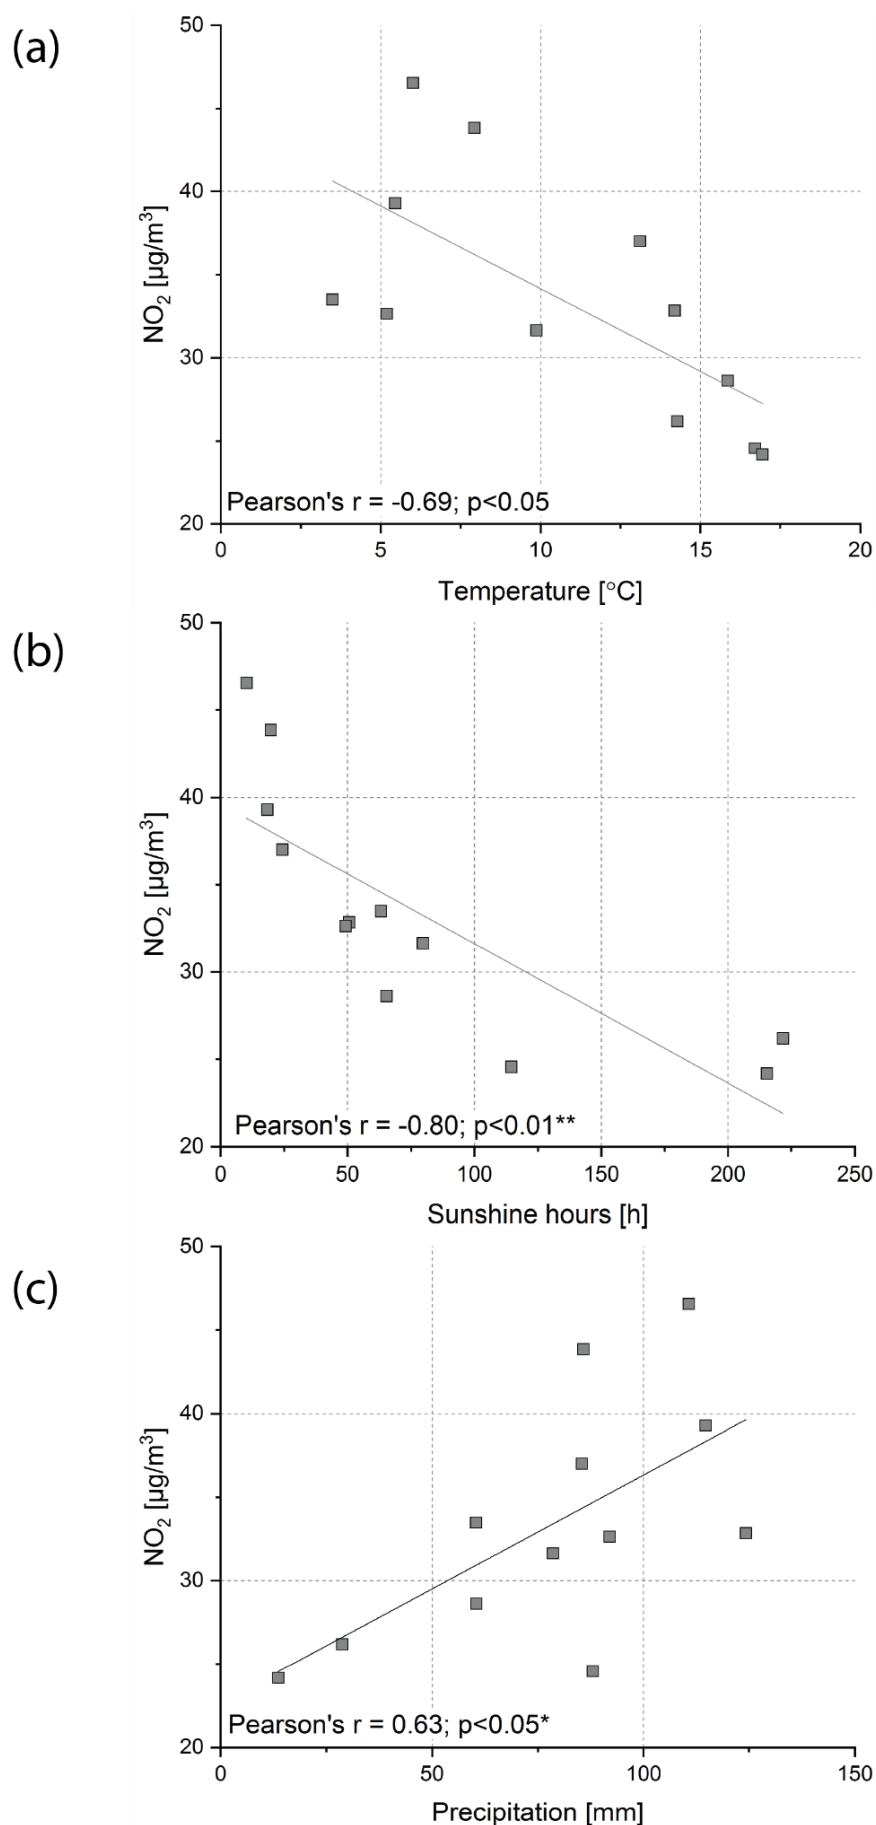 (a)
50
40
30
20
NO₂ [µg/m³]
Pearson's r = -0.69; p<0.05
0 5 10 15 20
Temperature [°C]
(b)
50
40
30
20
NO₂ [µg/m³]
Pearson's r = -0.80; p<0.01**
0 50 100 150 200 250
Sunshine hours [h]
(c)
50
40
30
20
NO₂ [µg/m³]
Pearson's r = 0.63; p<0.05*
0 50 100 150
Precipitation [mm]